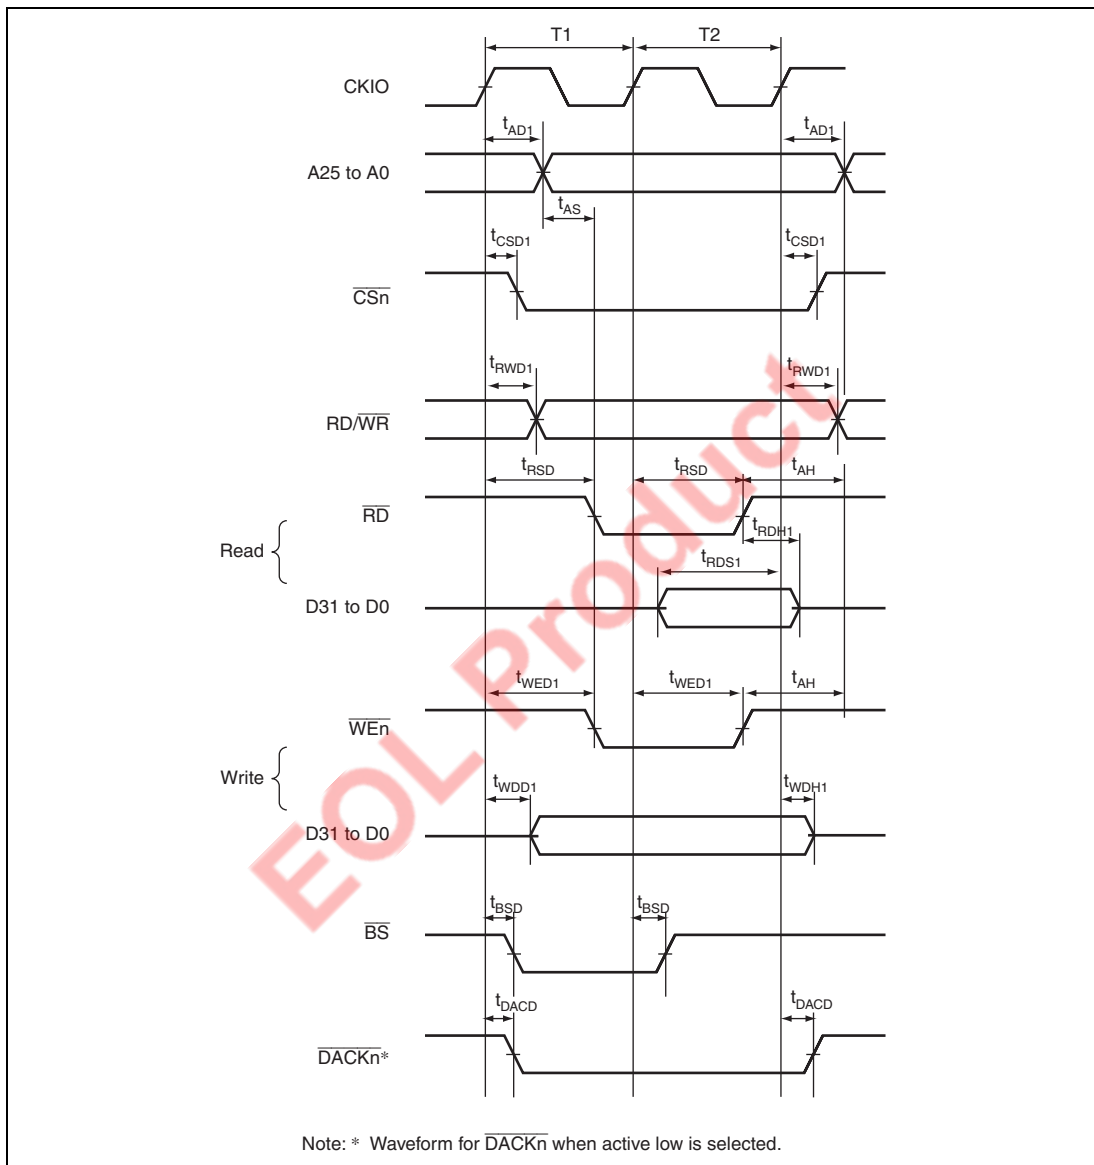 T1 T2
CKIO
tAD1 tAD1
A25 to A0
tAS
tCSD1 tCSD1
CSn
tRWD1 tRWD1
RD/WR
tRSD tRSD tAH
RD
tRDH1
Read
tRDS1
D31 to D0
tWED1 tWED1 tAH
WEn
Write
tWDD1 tWDH1
D31 to D0
tBSD tBSD
BS
tDACD tDACD
DACKn*
Note: * Waveform for DACKn when active low is selected.
EOL Product